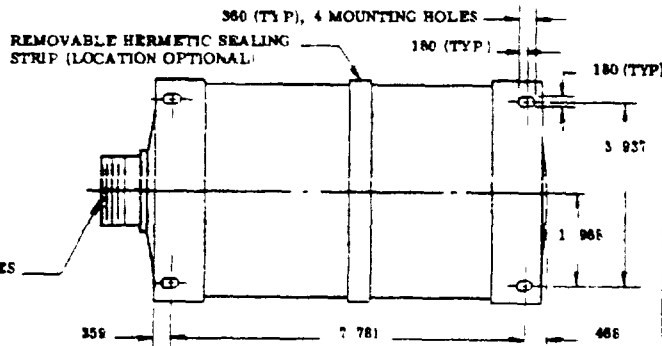 360 (TYP), 4 MOUNTING HOLES
REMOVABLE HERMETIC SEALING
STRIP (LOCATION OPTIONAL)
180 (TYP)
180 (TYP)
3 937
1 968
ES
359
7 781
468